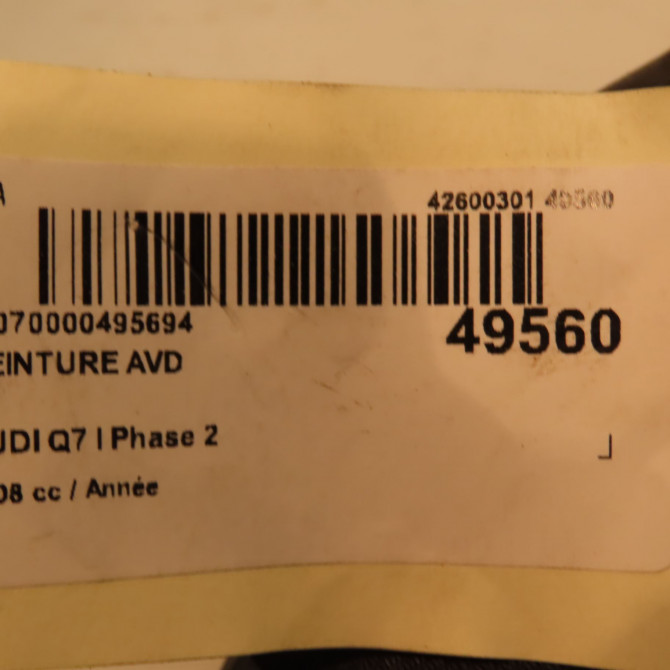 42600301 49560
070000495694
49560
EINTURE AVD
UDI Q7 I Phase 2
08 cc / Année